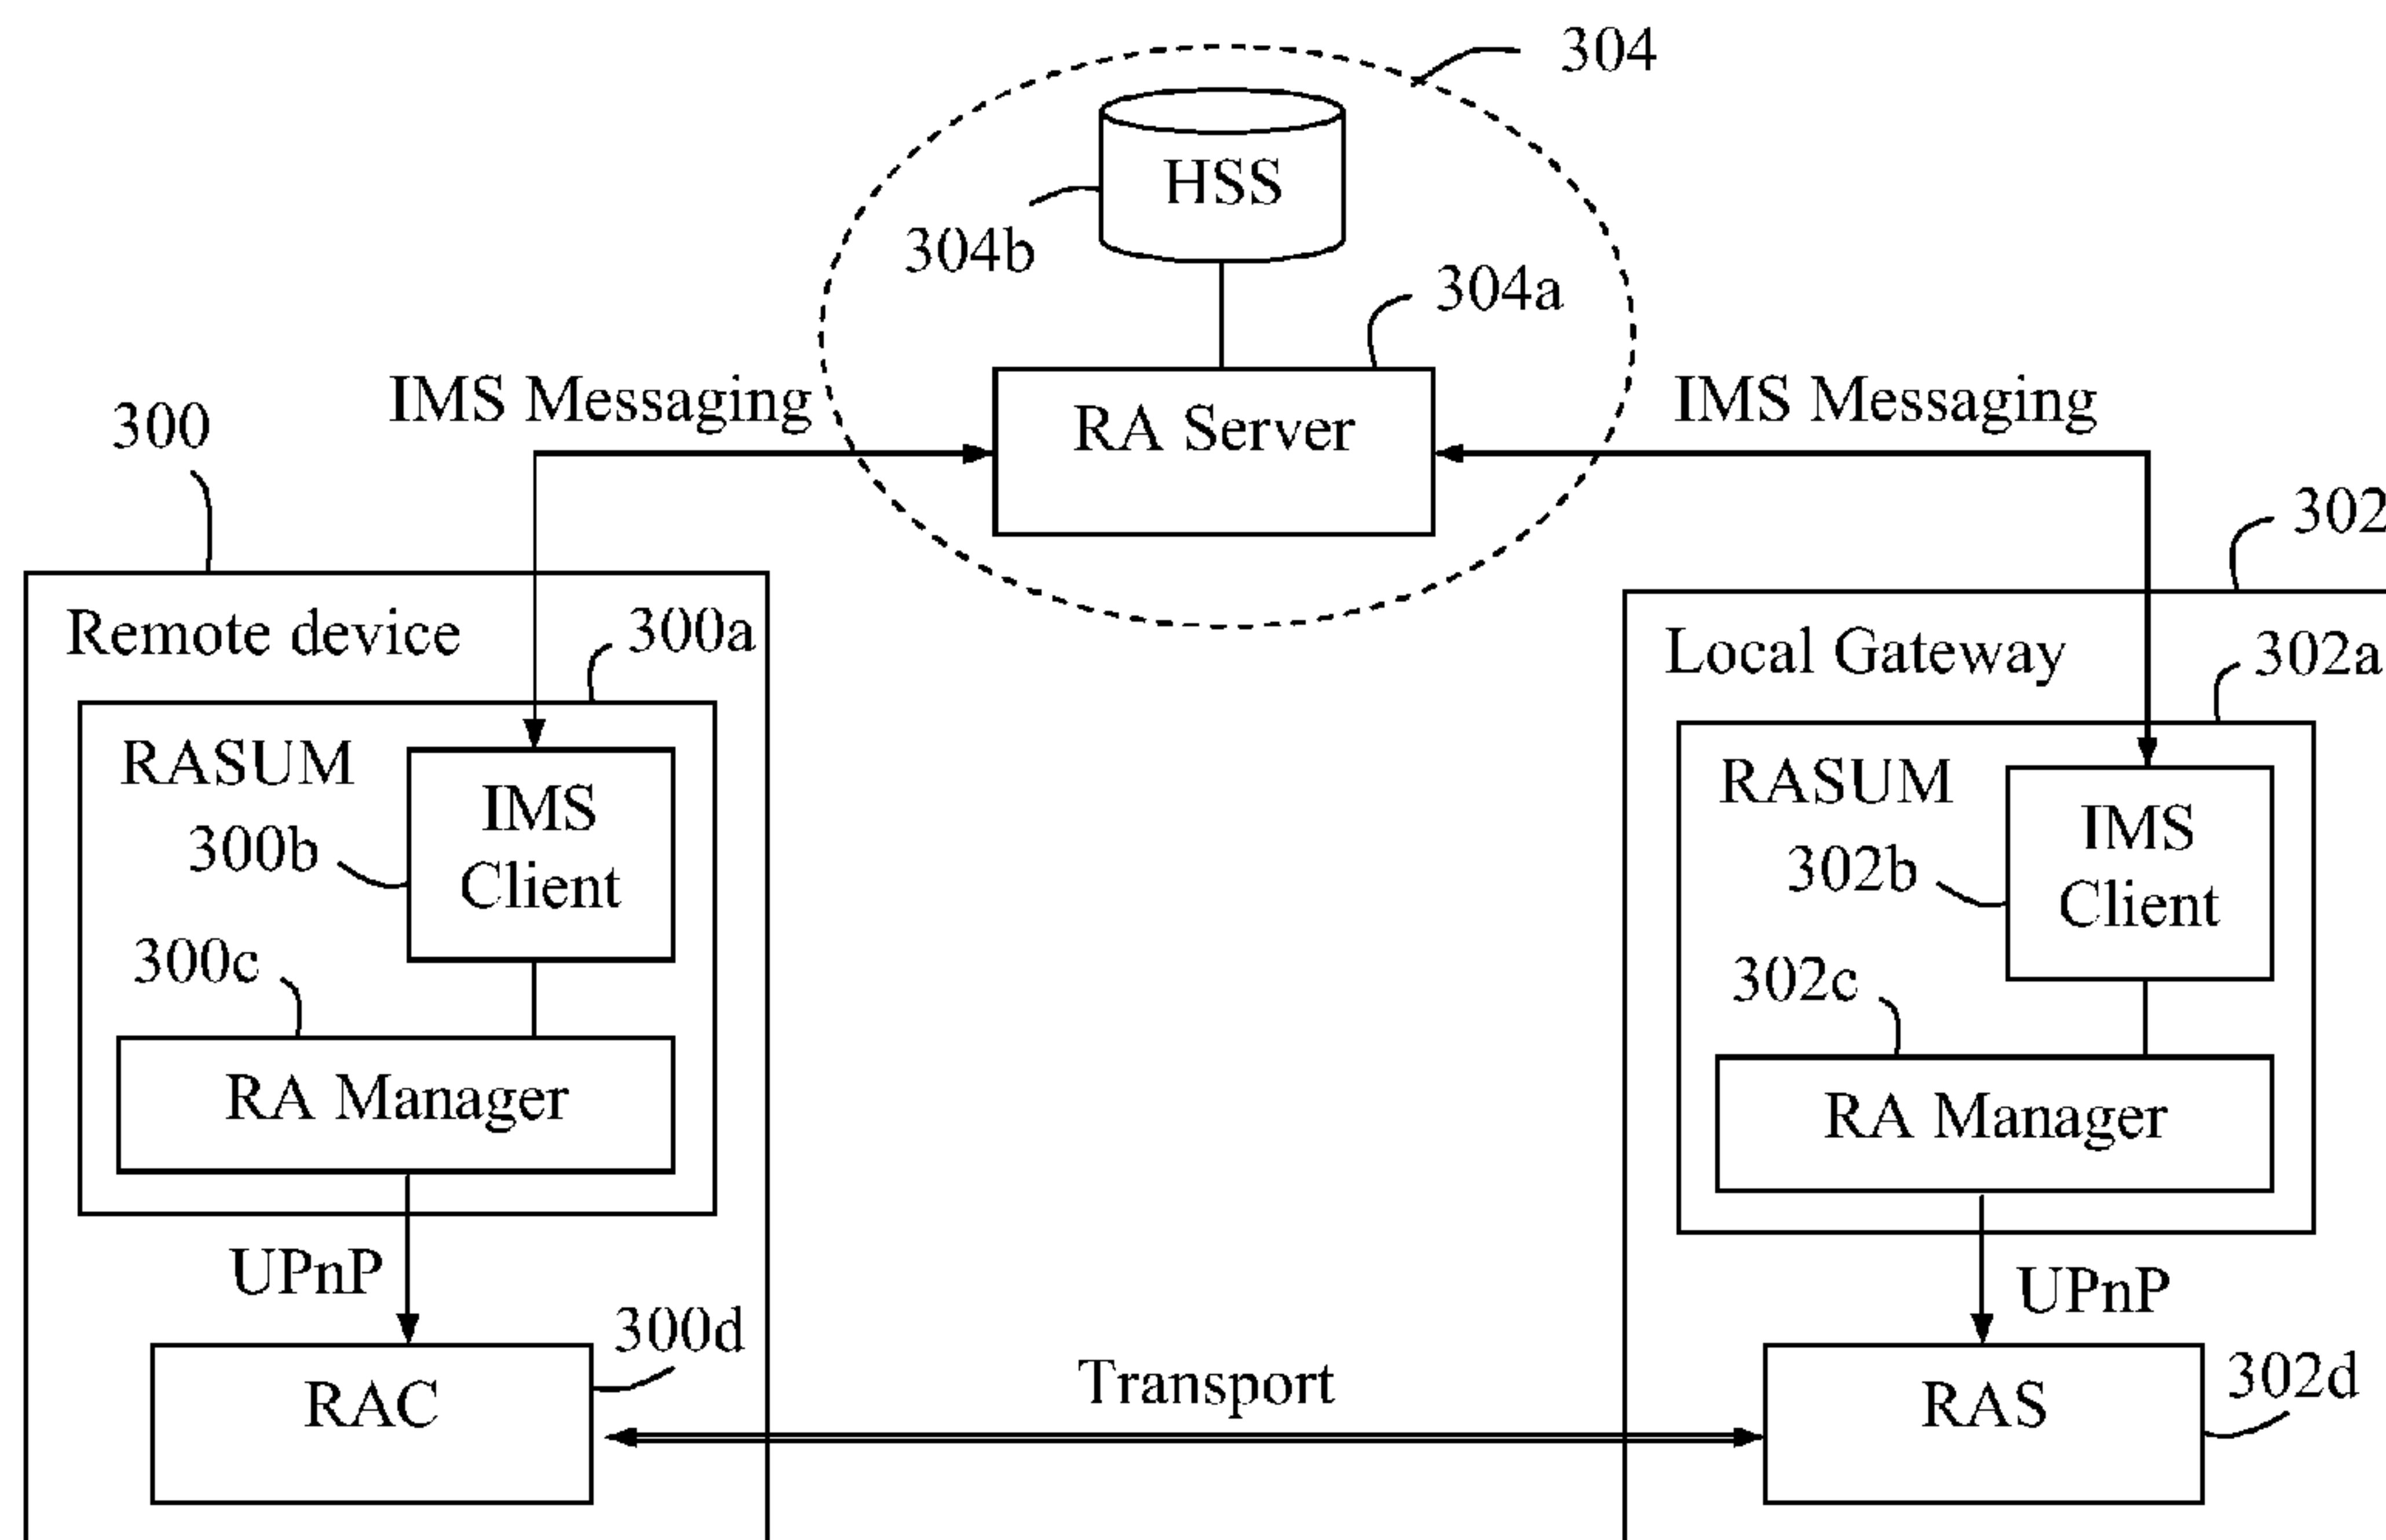 304
HSS
304b
304a
IMS Messaging
RA Server
IMS Messaging
300
302
Remote device
300a
Local Gateway
302a
RASUM
IMS
Client
300b
RASUM
IMS
Client
302b
300c
302c
RA Manager
RA Manager
UPnP
UPnP
300d
RAC
Transport
RAS
302d